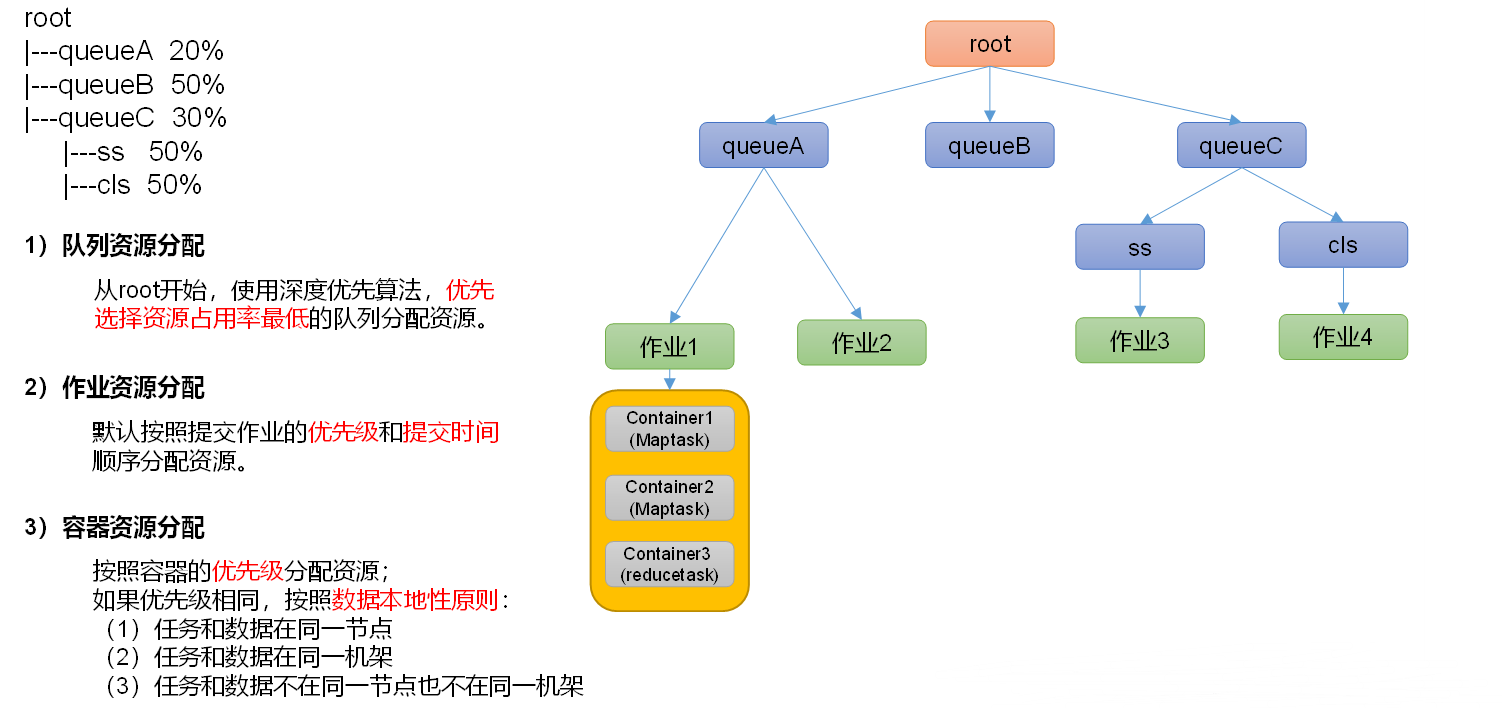 root
|---queueA 20%
|---queueB 50%
|---queueC 30%
|---ss 50%
|---cls 50%
1）队列资源分配
从root开始，使用深度优先算法，优先
选择资源占用率最低的队列分配资源。
2）作业资源分配
默认按照提交作业的优先级和提交时间
顺序分配资源。
3）容器资源分配
按照容器的优先级分配资源；
如果优先级相同，按照数据本地性原则：
（1）任务和数据在同一节点
（2）任务和数据在同一机架
（3）任务和数据不在同一节点也不在同一机架
root
queueA
queueB
queueC
ss
cls
作业1
作业2
作业3
作业4
Container1
(Maptask)
Container2
(Maptask)
Container3
(reducetask)